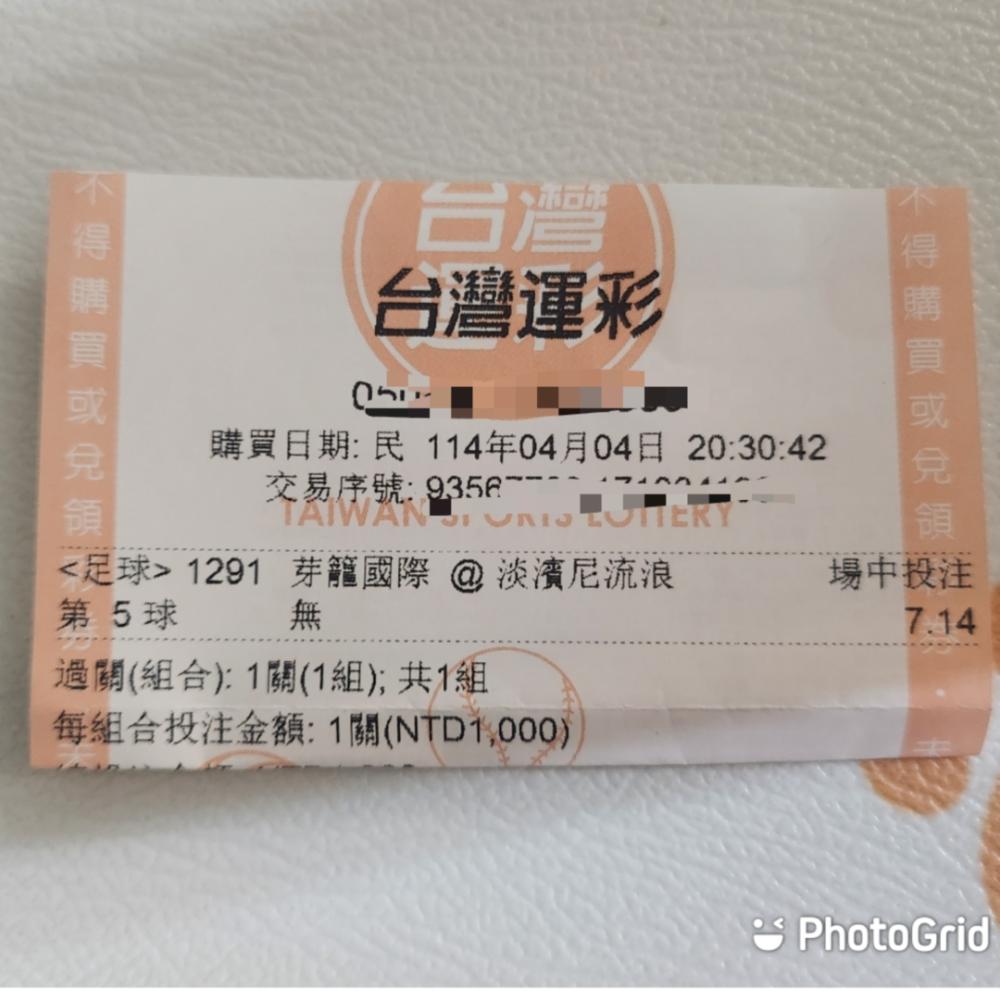 台灣
運彩
台灣運彩
購買日期: 民 114年04月04日 20:30:42
交易序號: 9356
TAIWAN SPORTS LOTTERY
<足球> 1291 芽籠國際 @ 淡濱尼流浪 場中投注
第 5 球 無 7.14
過關(組合): 1關(1組); 共1組
每組合投注金額: 1關(NTD1,000)
不得購買或兌領
不得購買或兌領
PhotoGrid